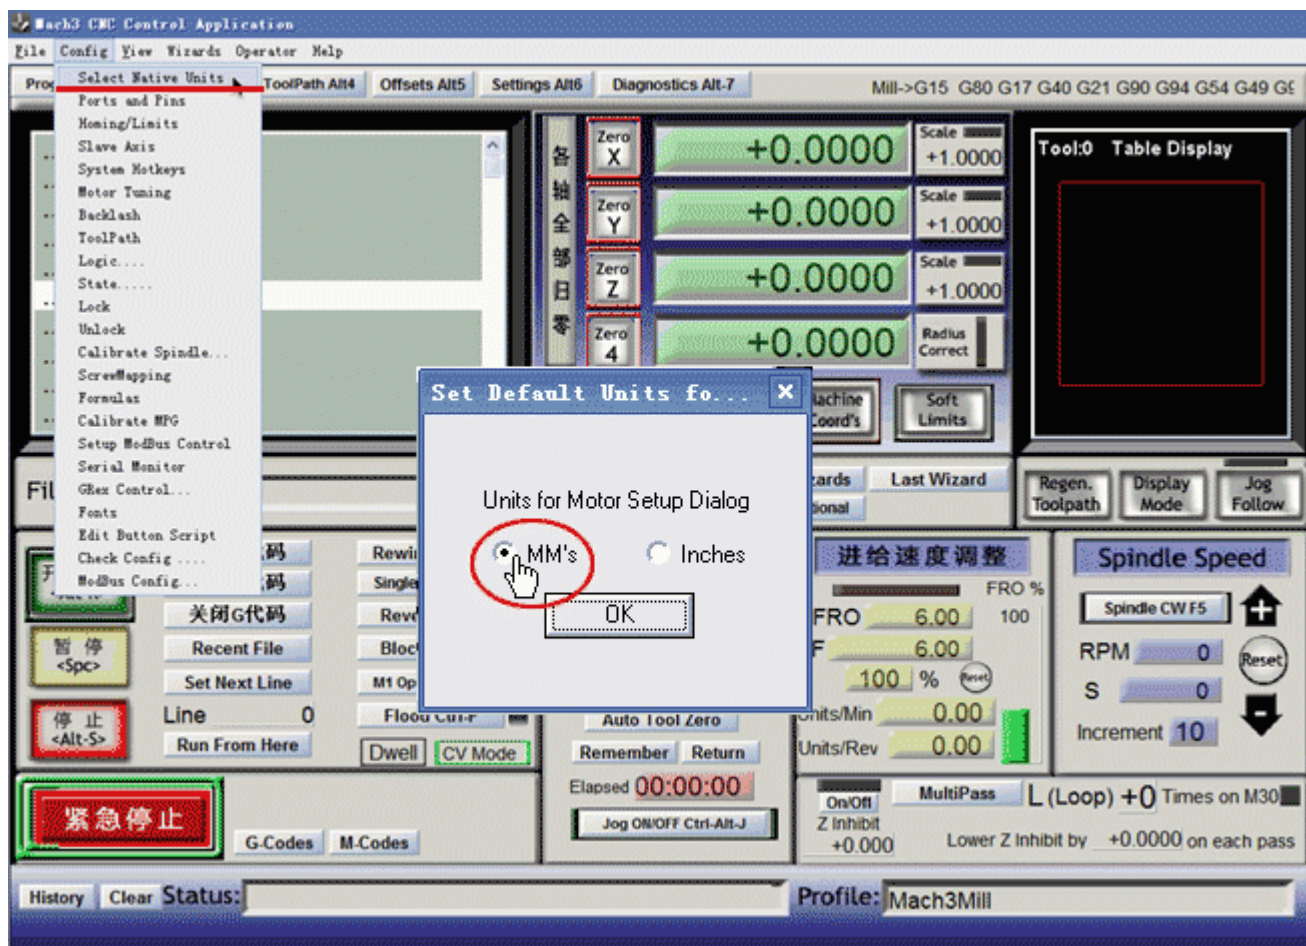 Mach3 CNC Control Application
File Config View Wizards Operator Help
Select Native Units
Ports and Pins
Homing/Limits
Slave Axis
System Hotkeys
Motor Tuning
Backlash
ToolPath
Logic....
State.....
Lock
Unlock
Calibrate Spindle...
ScrewMapping
Formulas
Calibrate MPG
Setup ModBus Control
Serial Monitor
GRex Control...
Fonts
Edit Button Script
Check Config ....
ModBus Config...
ToolPath Alt4 Offsets Alt5 Settings Alt6 Diagnostics Alt-7 Mill->G15 G80 G17 G40 G21 G90 G94 G54 G49
各轴全部归零
Zero X +0.0000 Scale +1.0000
Zero Y +0.0000 Scale +1.0000
Zero Z +0.0000 Scale +1.0000
Zero 4 +0.0000 Radius Correct
Tool:0 Table Display
Soft Limits
Set Default Units fo...
Units for Motor Setup Dialog
MM's Inches
OK
Last Wizard
Regen. Toolpath Display Mode Jog Follow
关闭G代码
Recent File
Set Next Line
Line 0
Run From Here
暂停 <Spc>
停止 <Alt-S>
Dwell CV Mode
Auto Tool Zero
Remember Return
Elapsed 00:00:00
Jog ON/OFF Ctrl-Alt-J
进给速度调整
FRO %
FRO 6.00 100
F 6.00
100 % Reset
Units/Min 0.00
Units/Rev 0.00
Spindle Speed
Spindle CW F5
RPM 0 Reset
S 0
Increment 10
紧急停止
G-Codes M-Codes
On/Off MultiPass L (Loop) +0 Times on M30
Z Inhibit
+0.000 Lower Z Inhibit by +0.0000 on each pass
History Clear Status: Profile: Mach3Mill